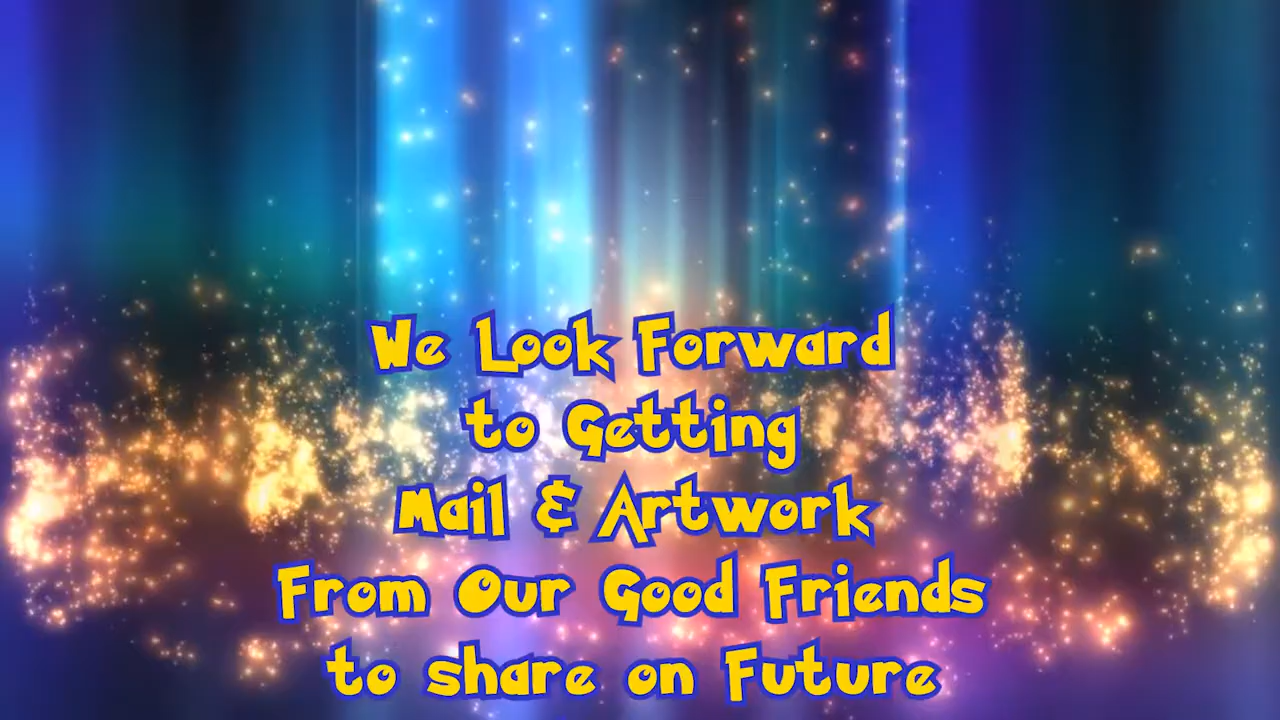 We Look Forward
to Getting
Mail & Artwork
From Our Good Friends
to share on Future